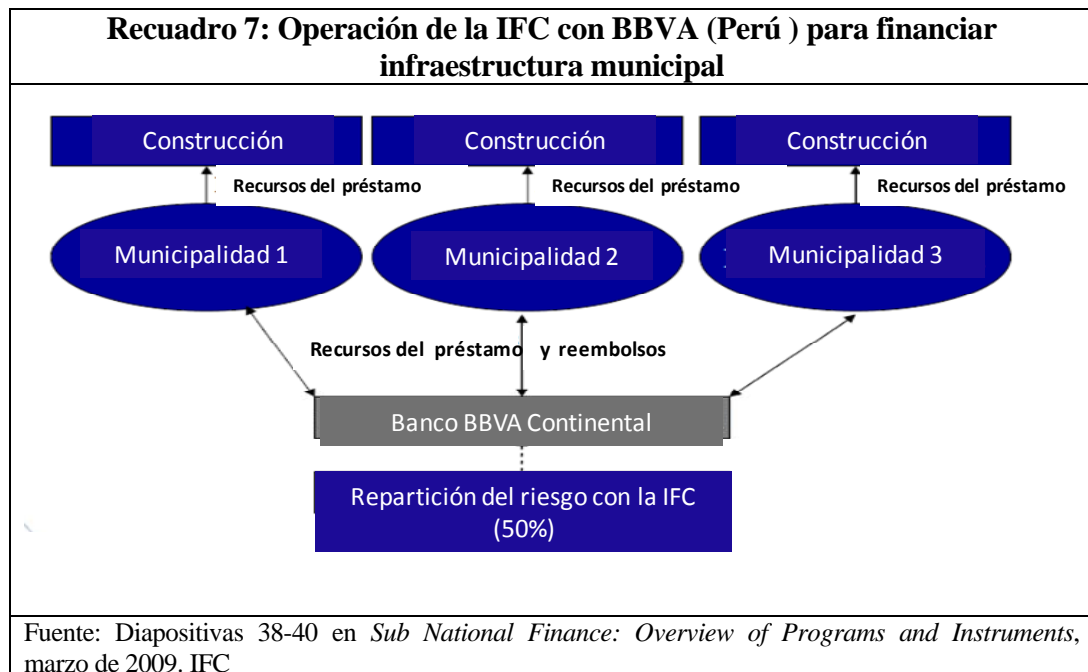 Recuadro 7: Operación de la IFC con BBVA (Perú ) para financiar
infraestructura municipal
Construcción
Construcción
Construcción
Recursos del préstamo
Recursos del préstamo
Recursos del préstamo
Municipalidad 1
Municipalidad 2
Municipalidad 3
Recursos del préstamo y reembolsos
Banco BBVA Continental
Repartición del riesgo con la IFC
(50%)
Fuente: Diapositivas 38-40 en Sub National Finance: Overview of Programs and Instruments,
marzo de 2009. IFC